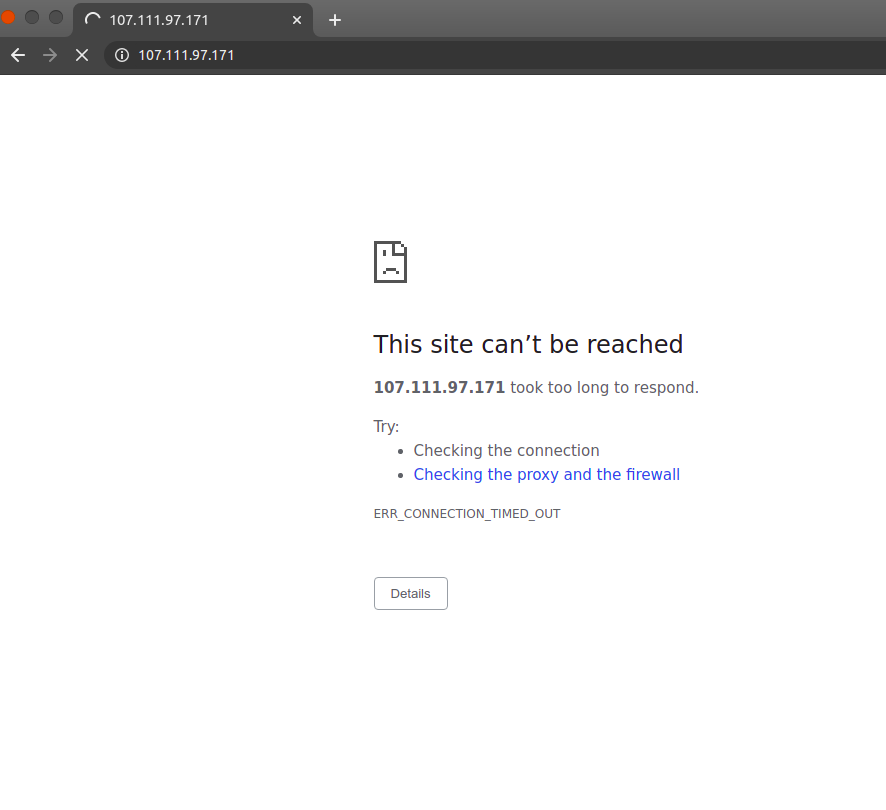 107.111.97.171
107.111.97.171
This site can’t be reached
107.111.97.171 took too long to respond.
Try:
Checking the connection
Checking the proxy and the firewall
ERR_CONNECTION_TIMED_OUT
Details